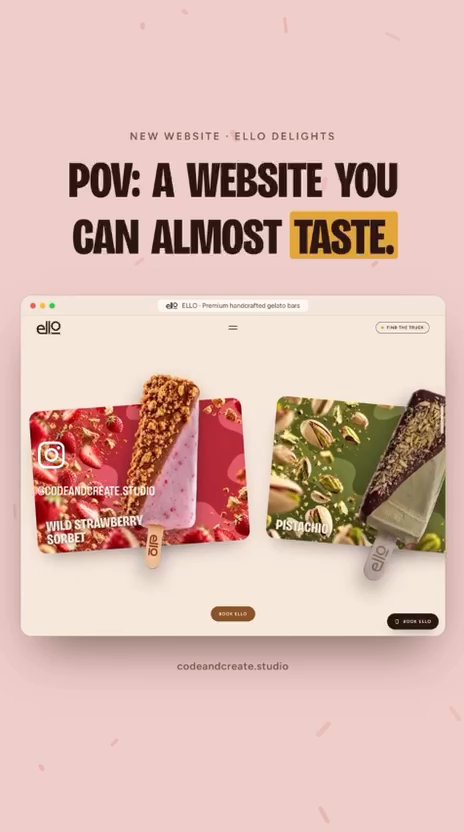 NEW WEBSITE · ELLO DELIGHTS
POV: A WEBSITE YOU
CAN ALMOST TASTE.
ello ELLO - Premium handcrafted gelato bars
ello
FIND THE TRUCK
@CODEANDCREATE.STUDIO
WILD STRAWBERRY
SORBET
ello
PISTACHIO
ello
BOOK ELLO
BOOK ELLO
codeandcreate.studio